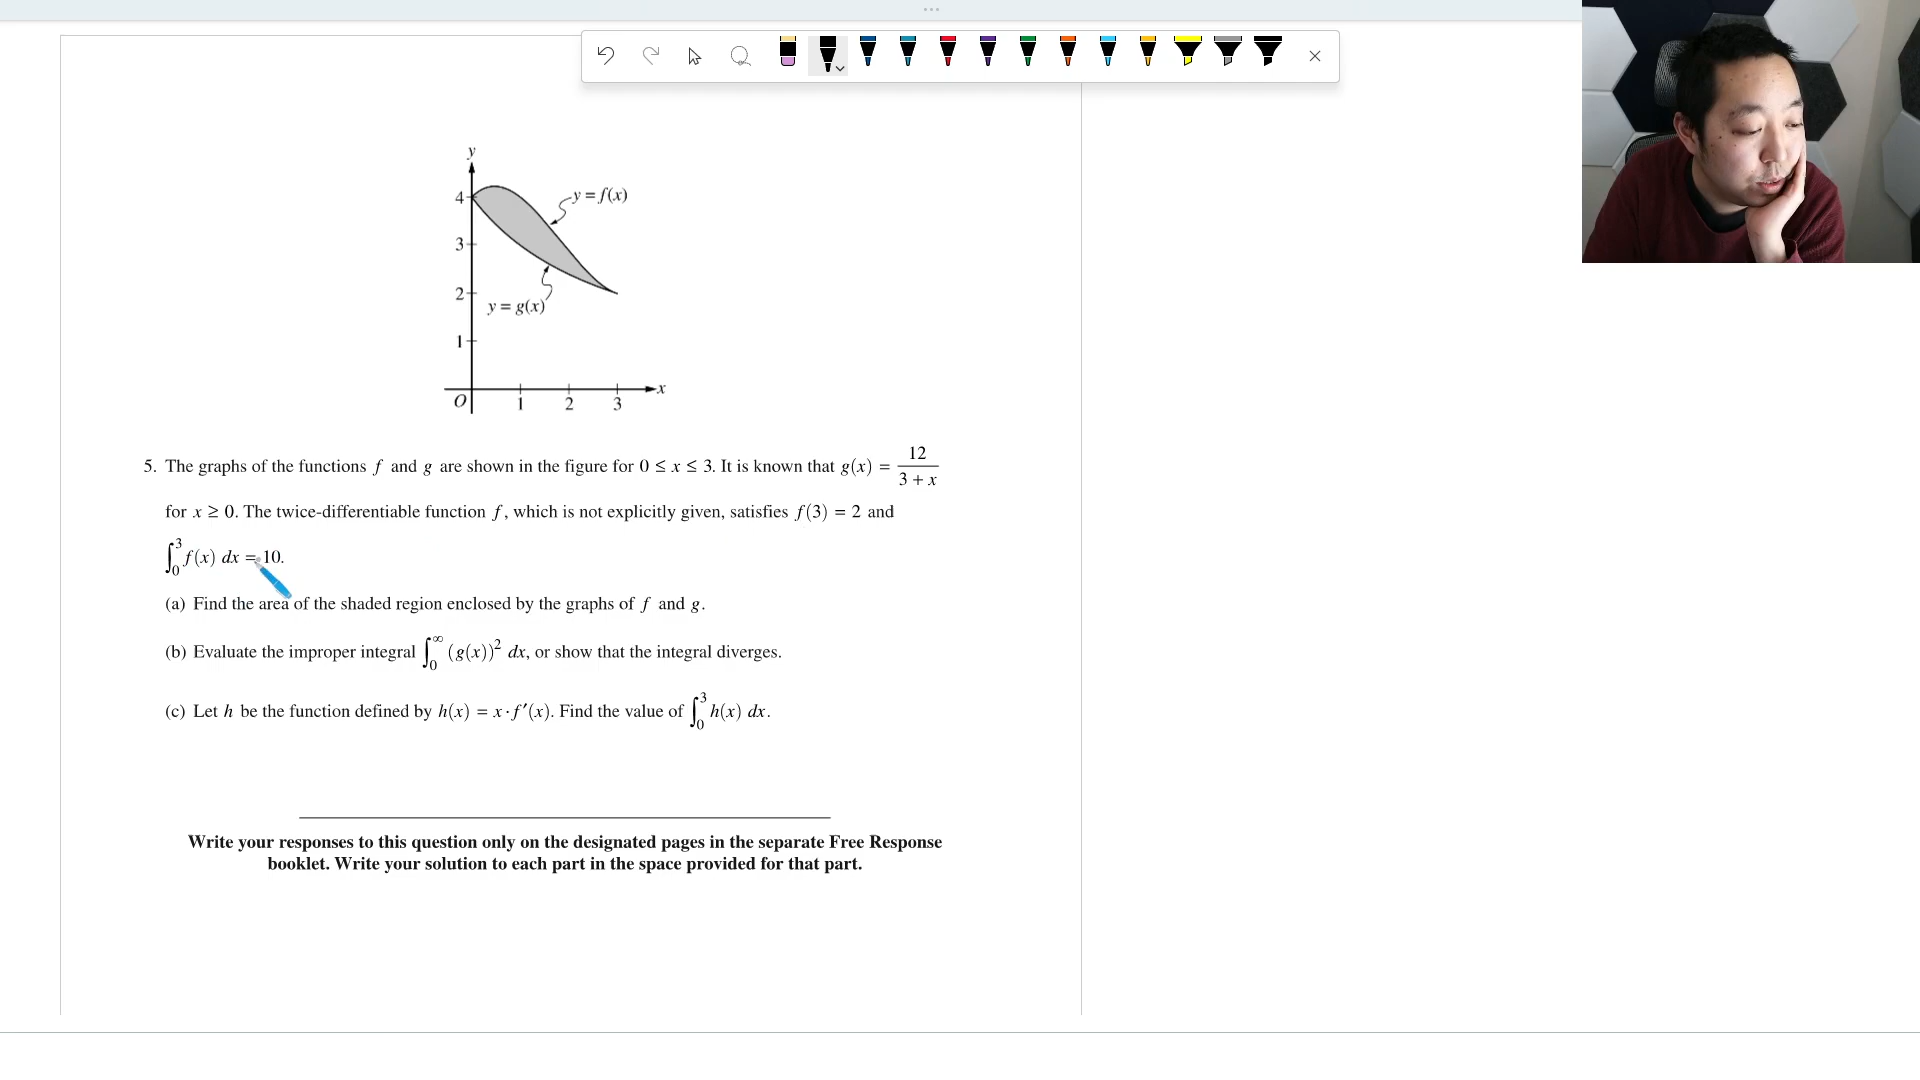 y
4
y = f(x)
3
2
y = g(x)
1
O
x
1 2 3
5. The graphs of the functions f and g are shown in the figure for 0 ≤ x ≤ 3. It is known that g(x) = 12/(3 + x)
for x ≥ 0. The twice-differentiable function f, which is not explicitly given, satisfies f(3) = 2 and
∫₀³ f(x) dx = 10.
(a) Find the area of the shaded region enclosed by the graphs of f and g.
(b) Evaluate the improper integral ∫₀^∞ (g(x))² dx, or show that the integral diverges.
(c) Let h be the function defined by h(x) = x · f′(x). Find the value of ∫₀³ h(x) dx.
Write your responses to this question only on the designated pages in the separate Free Response
booklet. Write your solution to each part in the space provided for that part.